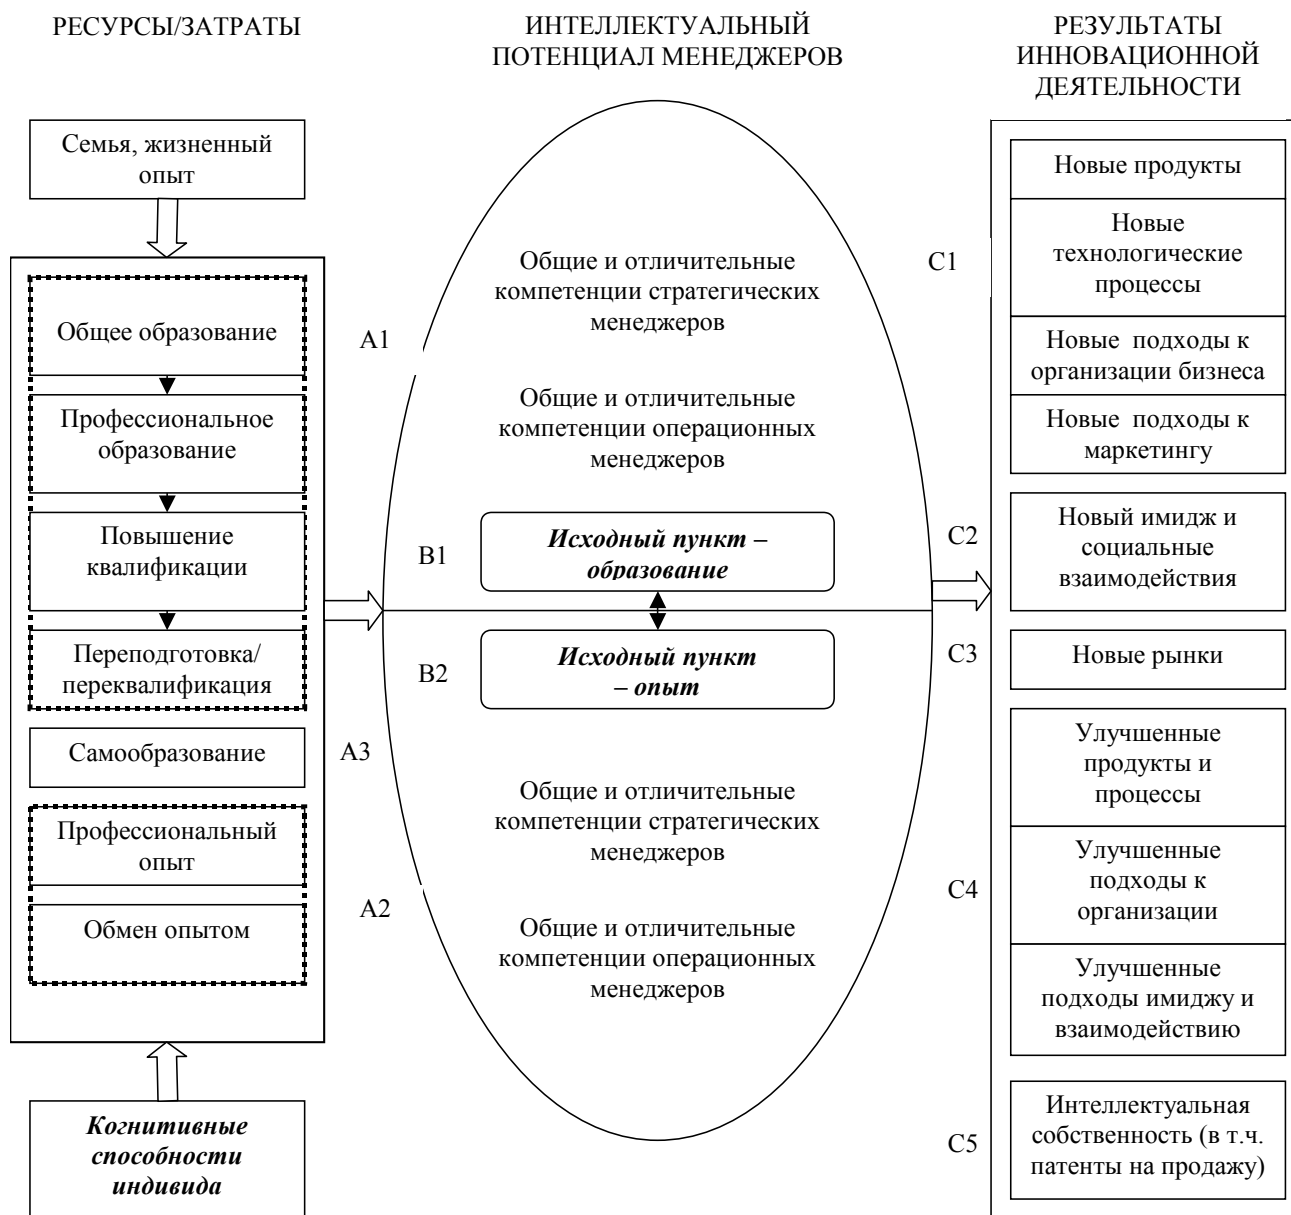 РЕСУРСЫ/ЗАТРАТЫ
ИНТЕЛЛЕКТУАЛЬНЫЙ
ПОТЕНЦИАЛ МЕНЕДЖЕРОВ
РЕЗУЛЬТАТЫ
ИННОВАЦИОННОЙ
ДЕЯТЕЛЬНОСТИ
Семья, жизненный
опыт
Общее образование
Профессиональное
образование
Повышение
квалификации
Переподготовка/
переквалификация
Самообразование
Профессиональный
опыт
Обмен опытом
Когнитивные
способности
индивида
A1
A3
A2
Общие и отличительные
компетенции стратегических
менеджеров
Общие и отличительные
компетенции операционных
менеджеров
B1
Исходный пункт –
образование
B2
Исходный пункт
– опыт
Общие и отличительные
компетенции стратегических
менеджеров
Общие и отличительные
компетенции операционных
менеджеров
C1
Новые продукты
Новые
технологические
процессы
Новые подходы к
организации бизнеса
Новые подходы к
маркетингу
C2
Новый имидж и
социальные
взаимодействия
C3
Новые рынки
C4
Улучшенные
продукты и
процессы
Улучшенные
подходы к
организации
Улучшенные
подходы имиджу и
взаимодействию
C5
Интеллектуальная
собственность (в т.ч.
патенты на продажу)